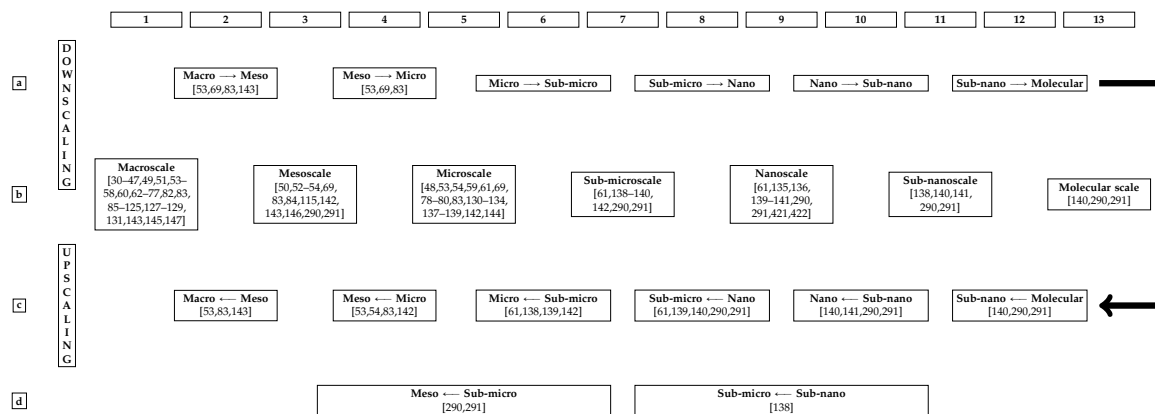 1 2 3 4 5 6 7 8 9 10 11 12 13
DOWNSCALING
a
Macro → Meso
[53,69,83,143]
Meso → Micro
[53,69,83]
Micro → Sub-micro
Sub-micro → Nano
Nano → Sub-nano
Sub-nano → Molecular
b
Macroscale
[30–47,49,51,53–
58,60,62–77,82,83,
85–125,127–129,
131,143,145,147]
Mesoscale
[50,52–54,69,
83,84,115,142,
143,146,290,291]
Microscale
[48,53,54,59,61,69,
78–80,83,130–134,
137–139,142,144]
Sub-microscale
[61,138–140,
142,290,291]
Nanoscale
[61,135,136,
139–141,290,
291,421,422]
Sub-nanoscale
[138,140,141,
290,291]
Molecular scale
[140,290,291]
UPSCALING
c
Macro ← Meso
[53,83,143]
Meso ← Micro
[53,54,83,142]
Micro ← Sub-micro
[61,138,139,142]
Sub-micro ← Nano
[61,139,140,290,291]
Nano ← Sub-nano
[140,141,290,291]
Sub-nano ← Molecular
[140,290,291]
d
Meso ← Sub-micro
[290,291]
Sub-micro ← Sub-nano
[138]